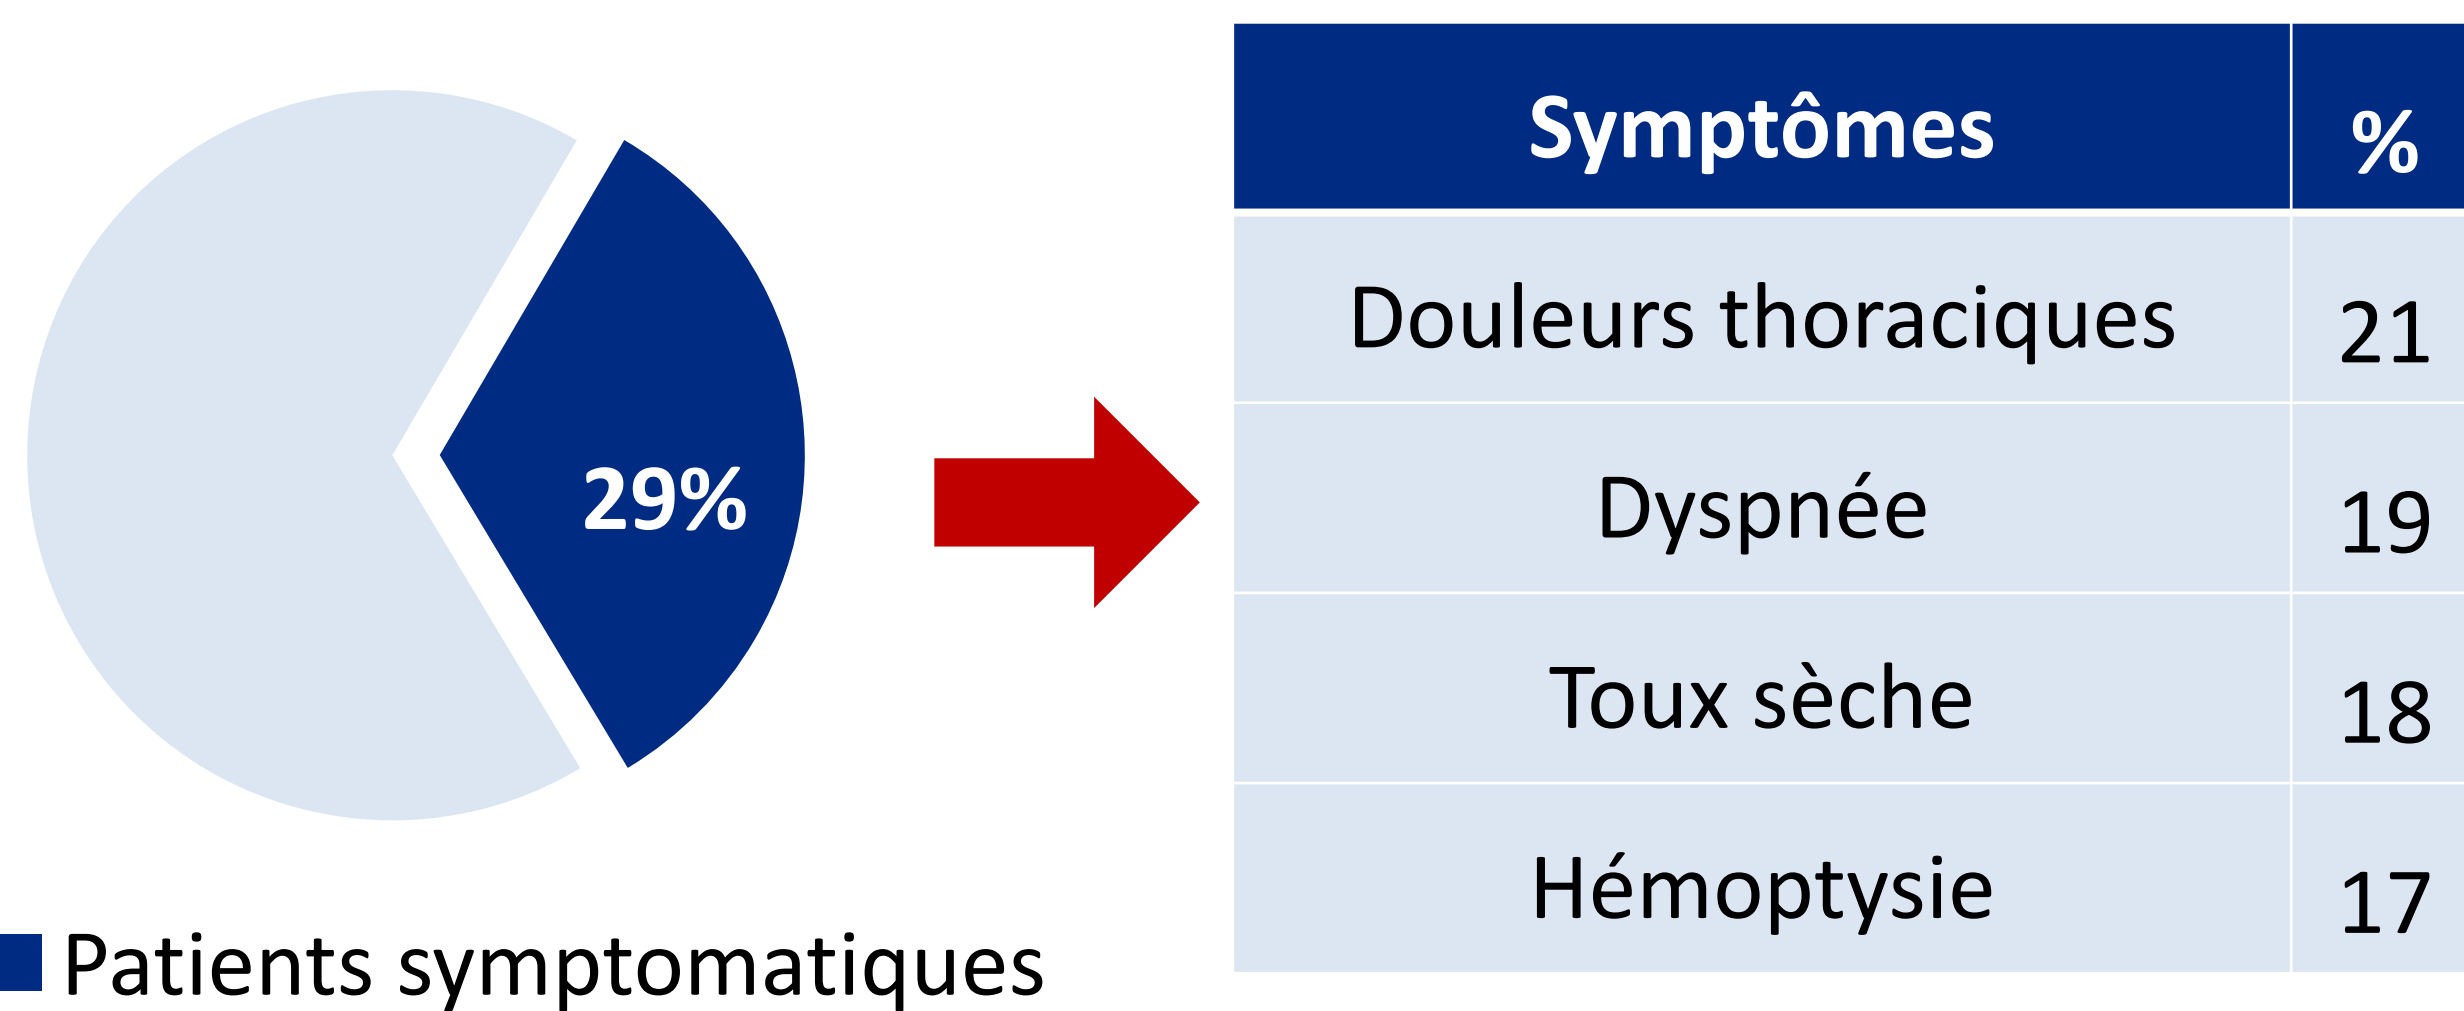 29%
Patients symptomatiques
Symptômes %
Douleurs thoraciques 21
Dyspnée 19
Toux sèche 18
Hémoptysie 17